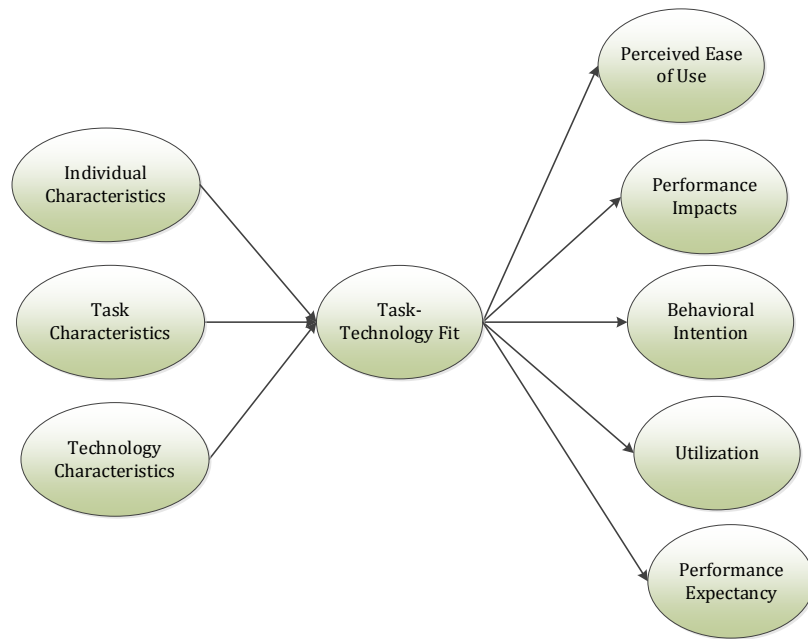 Individual
Characteristics
Task
Characteristics
Technology
Characteristics
Task-
Technology Fit
Perceived Ease
of Use
Performance
Impacts
Behavioral
Intention
Utilization
Performance
Expectancy